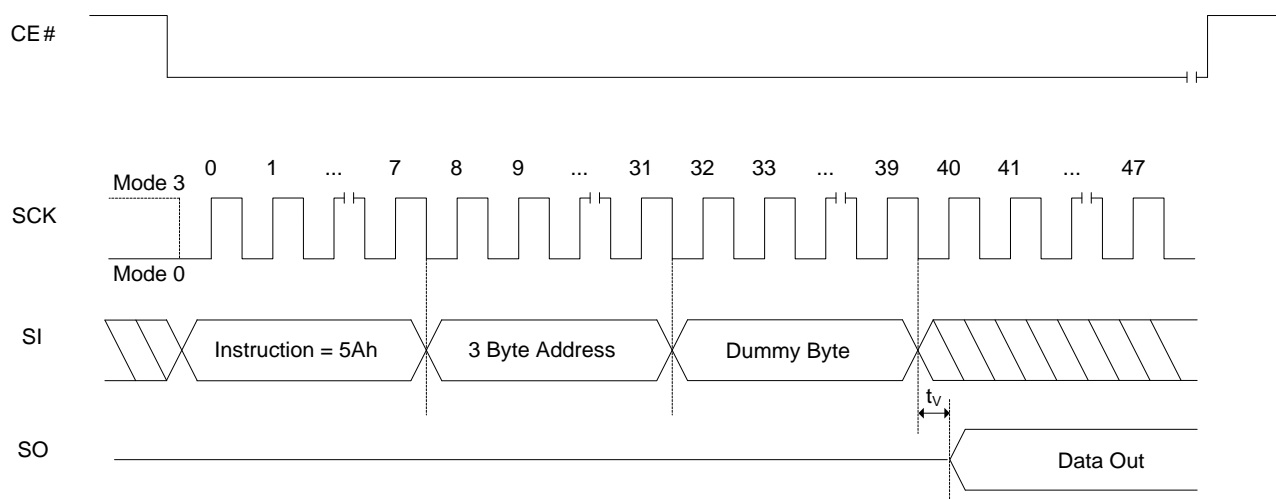 CE#
0 1 ... 7 8 9 ... 31 32 33 ... 39 40 41 ... 47
Mode 3
SCK
Mode 0
SI
Instruction = 5Ah
3 Byte Address
Dummy Byte
tV
SO
Data Out